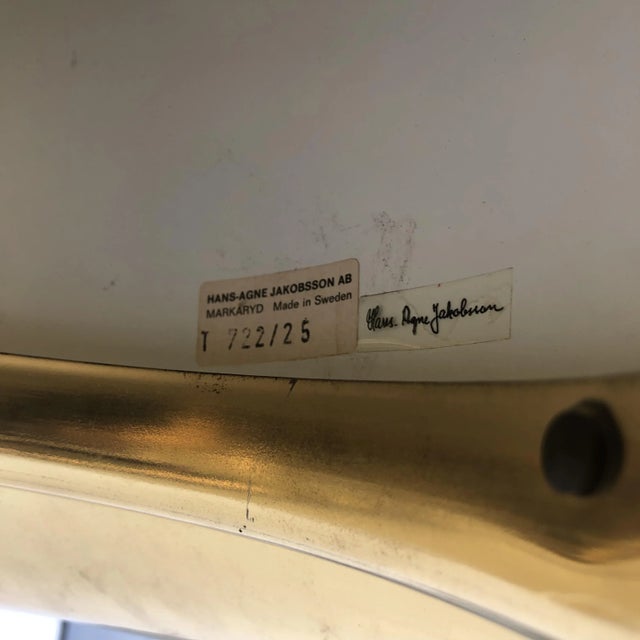 HANS-AGNE JAKOBSSON AB
MARKARYD Made in Sweden
T 722/25
Hans-Agne Jakobsson